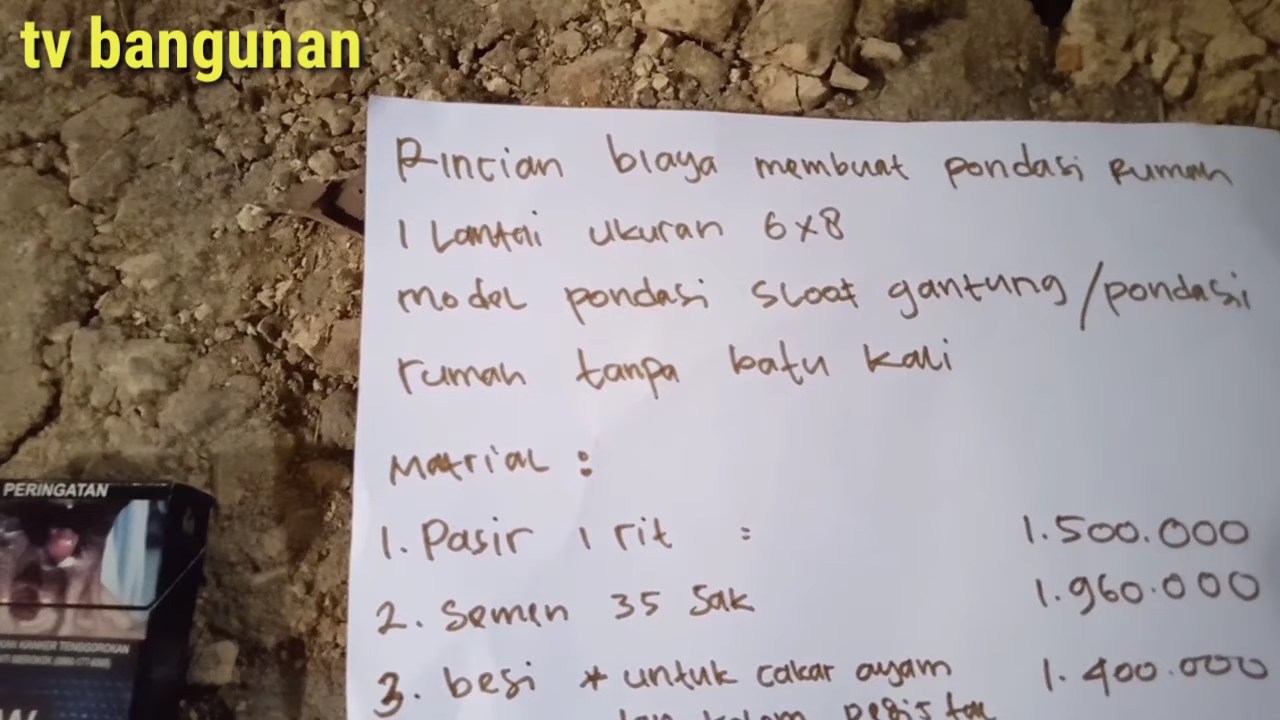 tv bangunan
Rincian biaya membuat pondasi Rumah
1 Lantai ukuran 6x8
model pondasi sloof gantung/pondasi
rumah tanpa batu kali
Matrial :
1. Pasir 1 rit : 1.500.000
2. Semen 35 Sak 1.960.000
3. besi * untuk cakar ayam 1.400.000
dan kolom
PERINGATAN